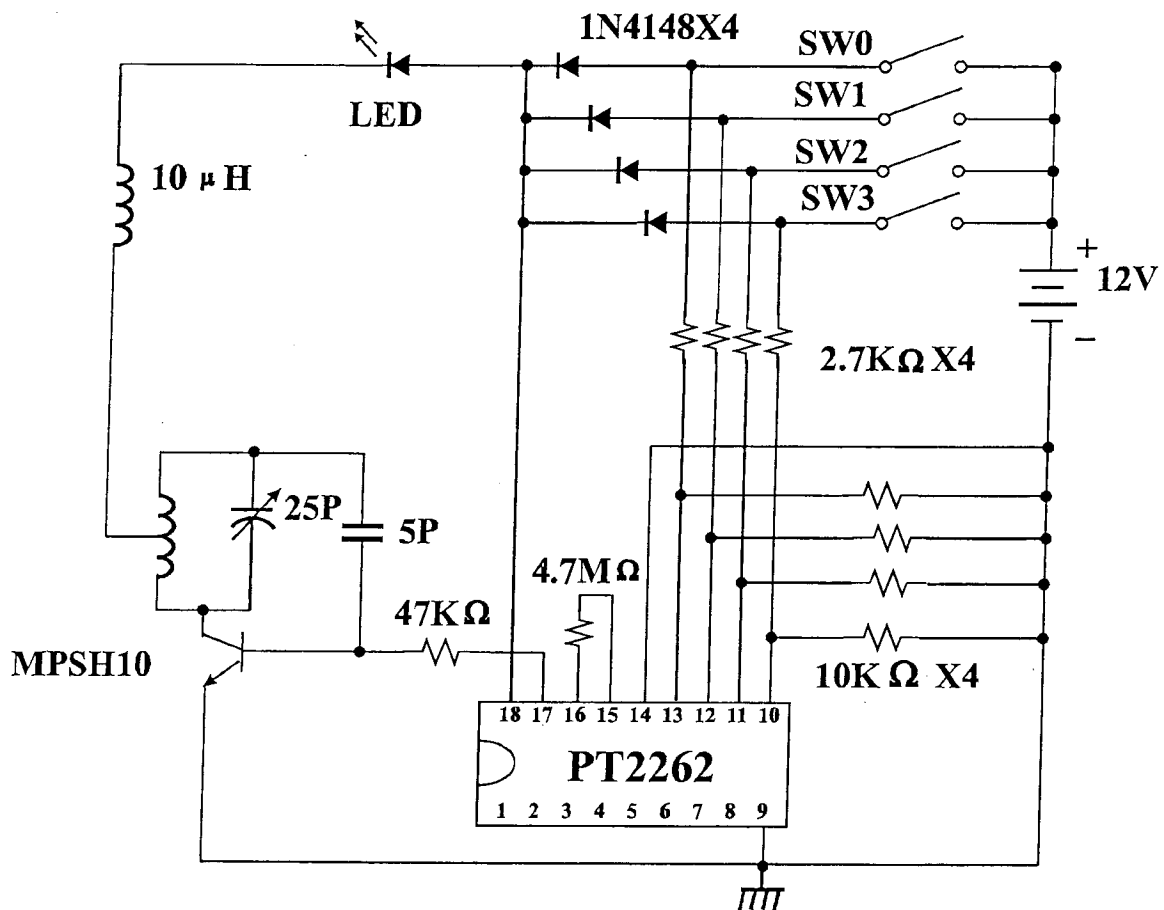 1N4148X4
SW0
LED
SW1
10 μH
SW2
SW3
+
12V
−
2.7KΩ X4
25P
5P
4.7MΩ
47KΩ
MPSH10
10KΩ X4
18 17 16 15 14 13 12 11 10
PT2262
1 2 3 4 5 6 7 8 9